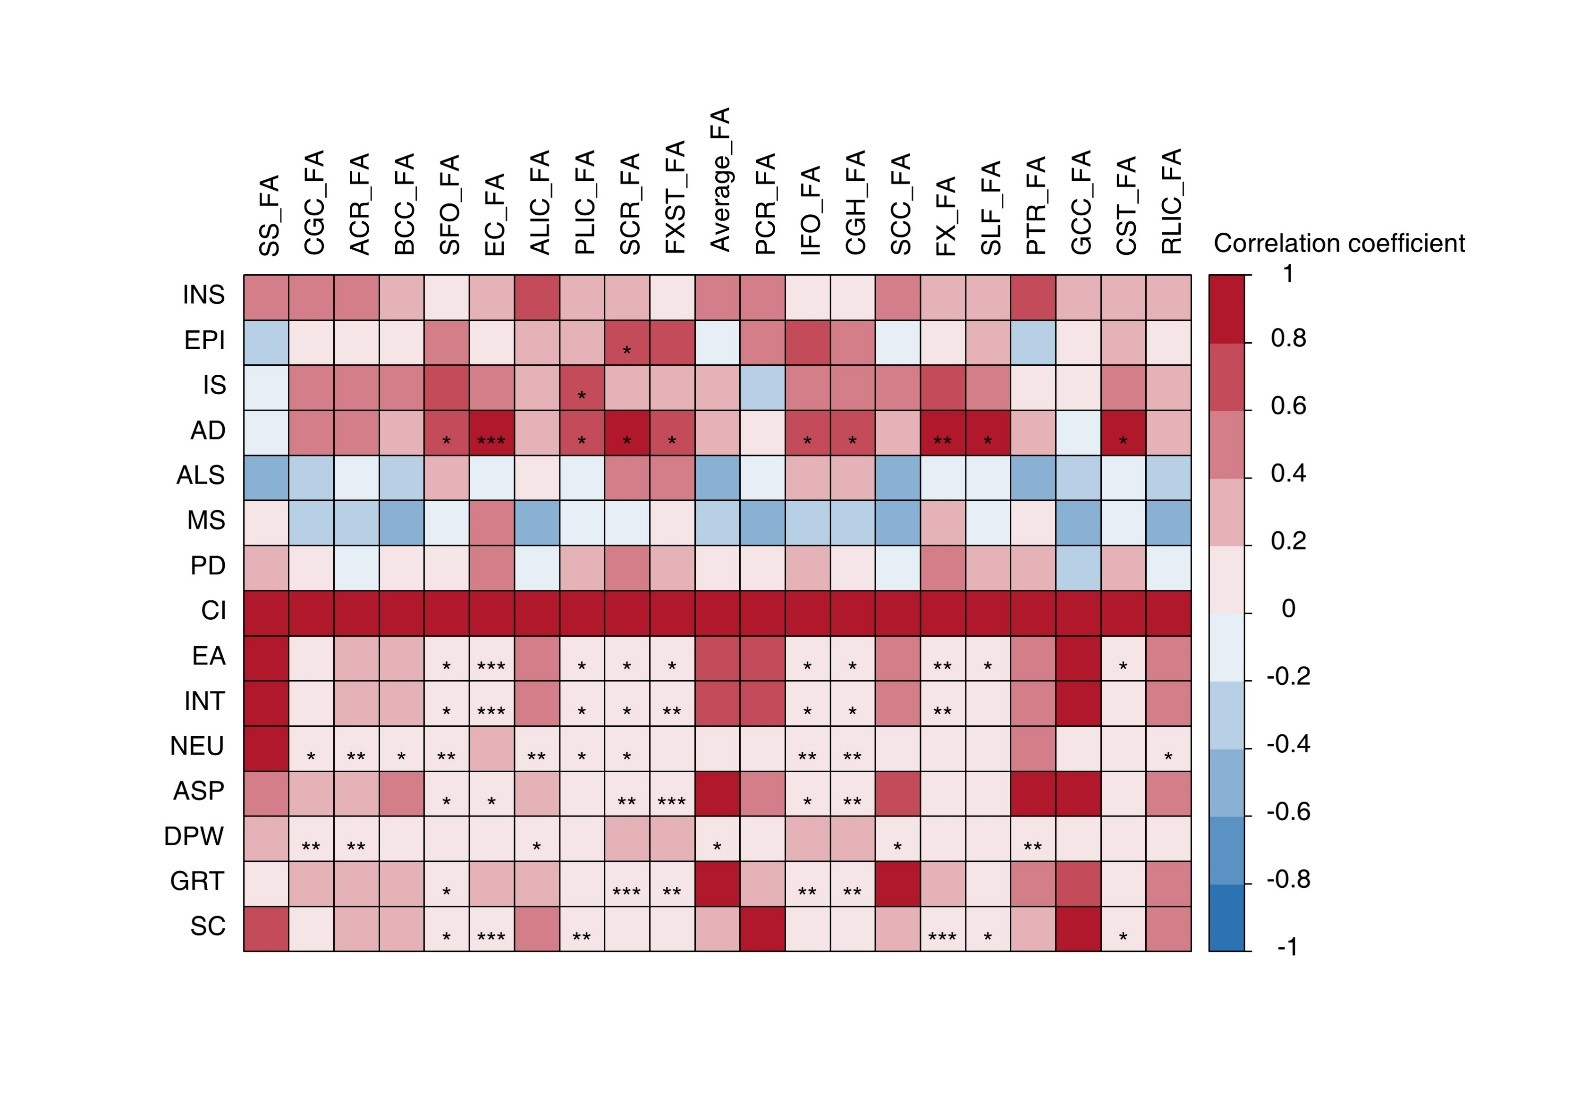 SS_FA CGC_FA ACR_FA BCC_FA SFO_FA EC_FA ALIC_FA PLIC_FA SCR_FA FXST_FA Average_FA PCR_FA IFO_FA CGH_FA SCC_FA FX_FA SLF_FA PTR_FA GCC_FA CST_FA RLIC_FA
Correlation coefficient
INS
EPI *
IS *
AD * *** * * * * * ** * *
ALS
MS
PD
CI
EA * *** * * * * * ** * *
INT * *** * * ** * * **
NEU * ** * ** ** * * ** ** *
ASP * * ** *** * **
DPW ** ** * * * **
GRT * *** ** ** **
SC * *** ** *** * *
1
0.8
0.6
0.4
0.2
0
-0.2
-0.4
-0.6
-0.8
-1